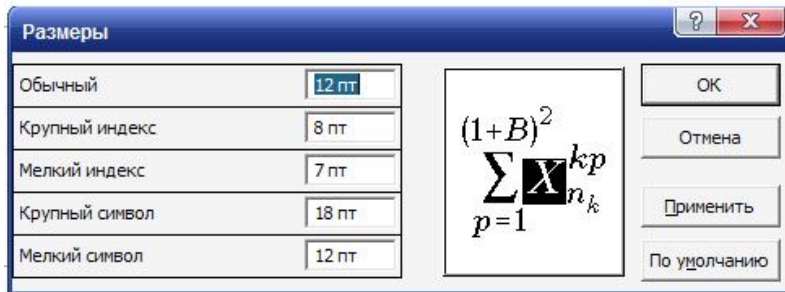 Размеры
Обычный 12 пт
Крупный индекс 8 пт
Мелкий индекс 7 пт
Крупный символ 18 пт
Мелкий символ 12 пт
(1+B)^2
∑ X^{kp}_{n_k}
p=1
ОК
Отмена
Применить
По умолчанию